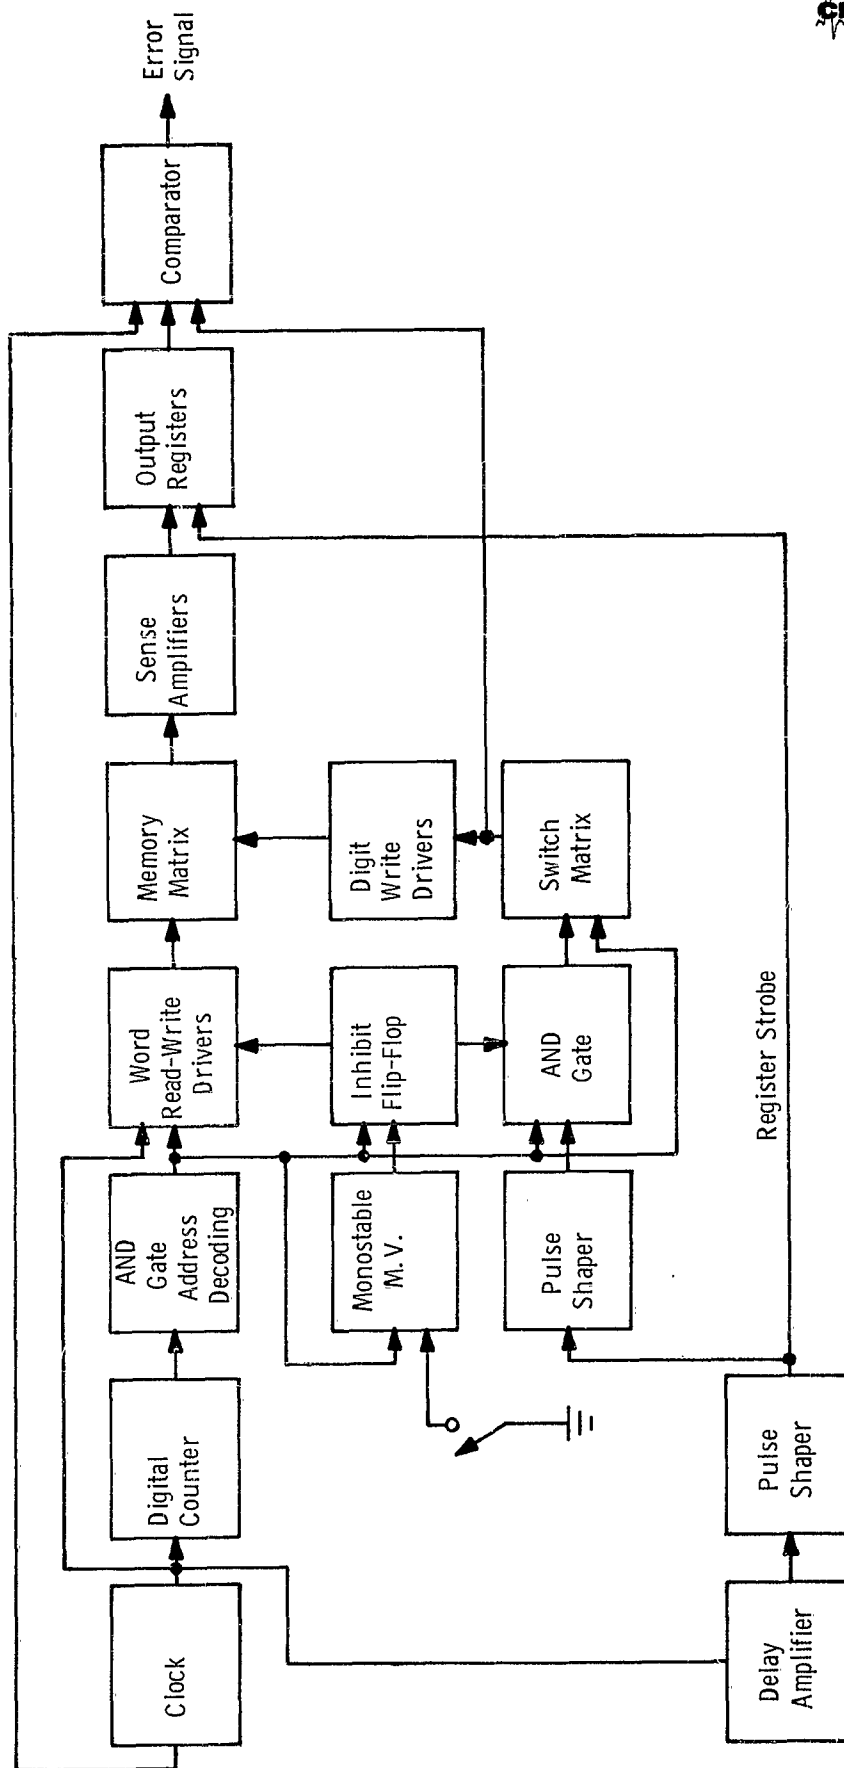 Clock
Digital
Counter
AND
Gate
Address
Decoding
Word
Read-Write
Drivers
Memory
Matrix
Sense
Amplifiers
Output
Registers
Comparator
Error
Signal
Monostable
M.V.
Inhibit
Flip-Flop
Digit
Write
Drivers
Pulse
Shaper
AND
Gate
Switch
Matrix
Delay
Amplifier
Pulse
Shaper
Register Strobe